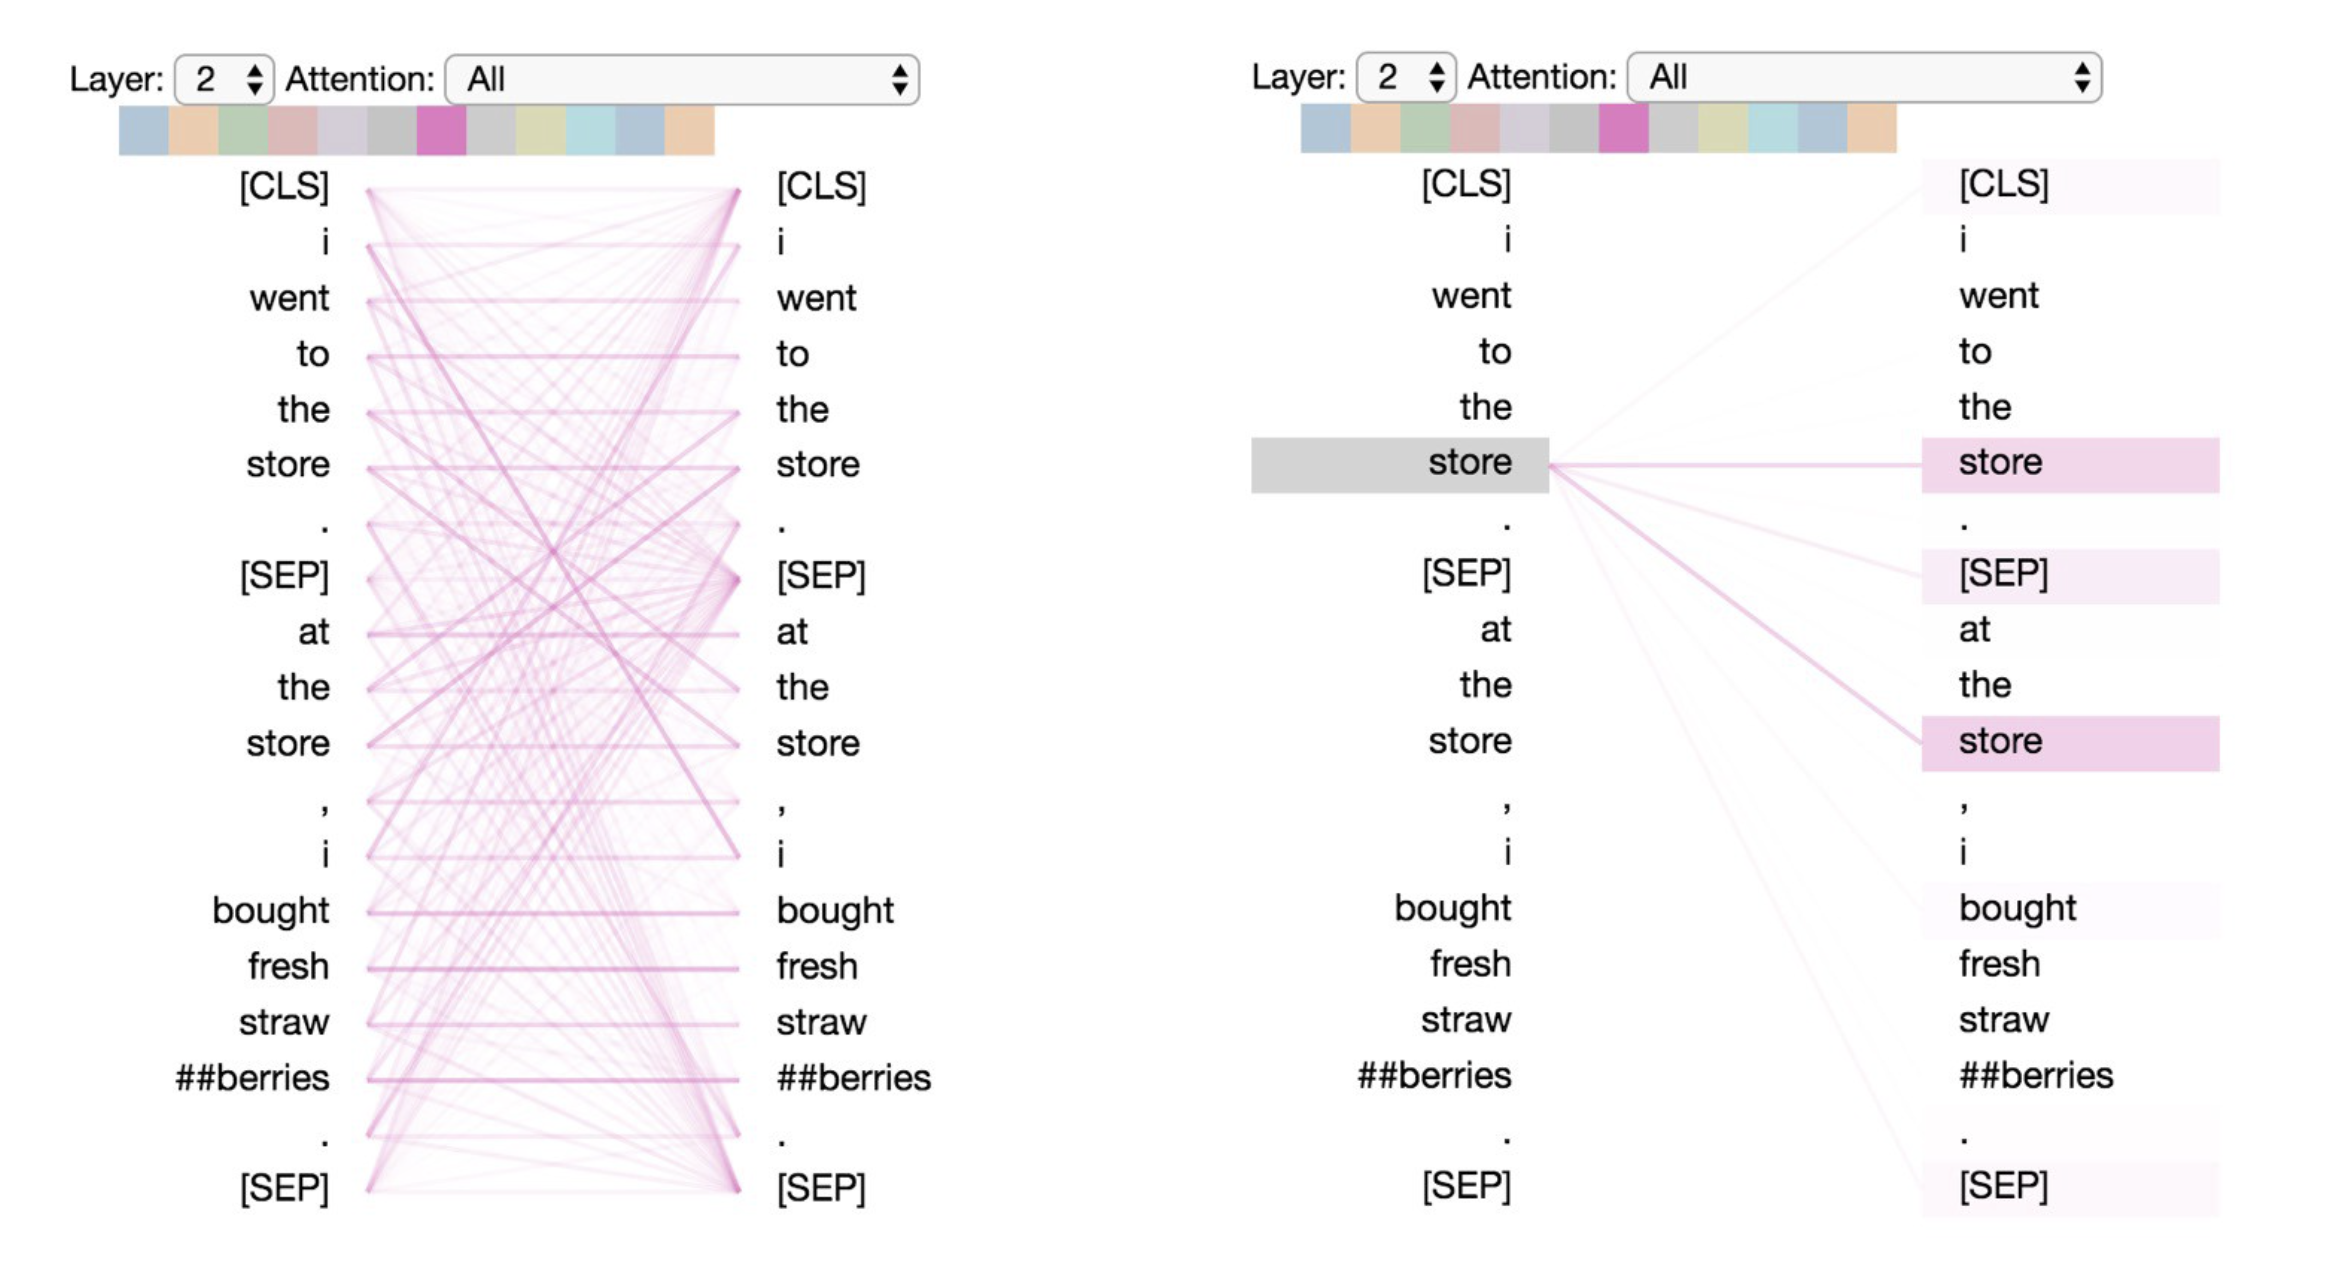 Layer: 2 Attention: All
[CLS] [CLS]
i i
went went
to to
the the
store store
. .
[SEP] [SEP]
at at
the the
store store
, ,
i i
bought bought
fresh fresh
straw straw
##berries ##berries
. .
[SEP] [SEP]
Layer: 2 Attention: All
[CLS] [CLS]
i i
went went
to to
the the
store store
. .
[SEP] [SEP]
at at
the the
store store
, ,
i i
bought bought
fresh fresh
straw straw
##berries ##berries
. .
[SEP] [SEP]